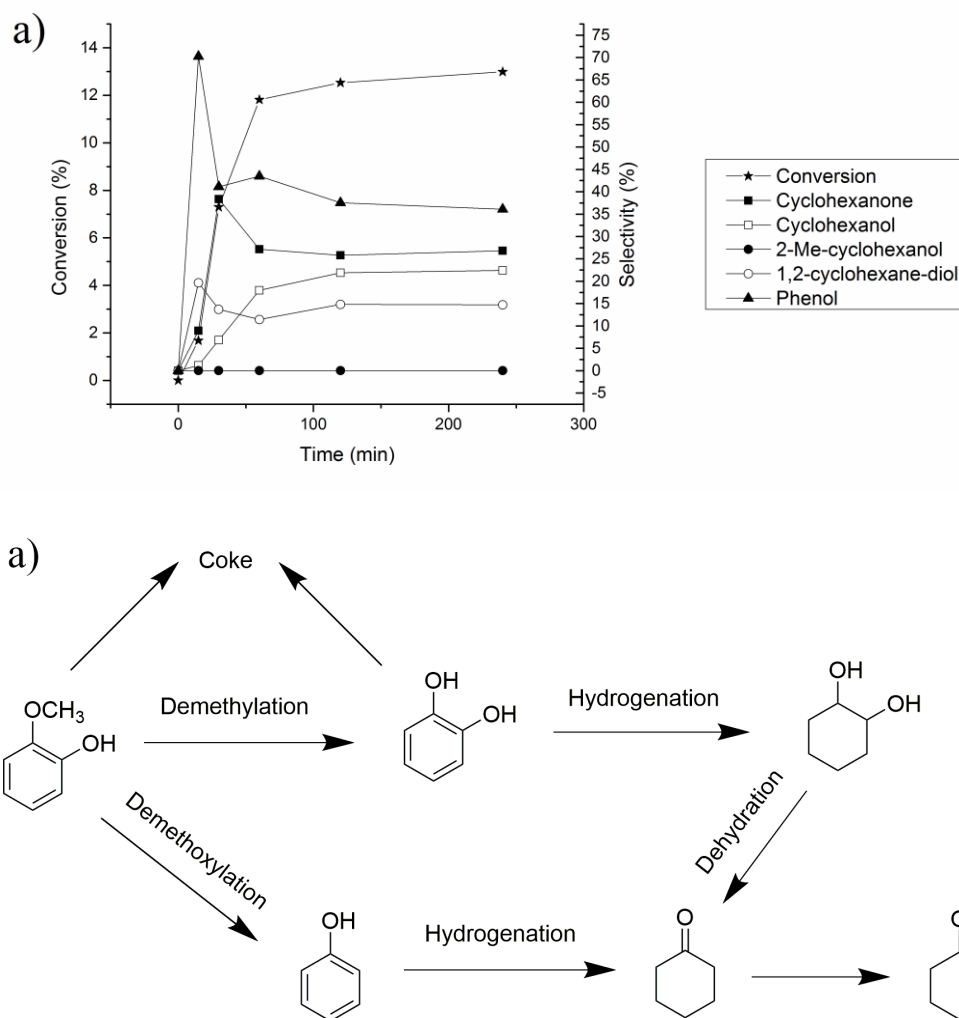 a)
Conversion (%)
14
12
10
8
6
4
2
0
75
70
65
60
55
50
45
40
35
30
25
20
15
10
5
0
-5
Selectivity (%)
0
100
200
300
Time (min)
Conversion
Cyclohexanone
Cyclohexanol
2-Me-cyclohexanol
1,2-cyclohexane-diol
Phenol
a)
Coke
OCH3
OH
Demethylation
OH
OH
Hydrogenation
OH
OH
Demethoxylation
Dehydration
OH
Hydrogenation
O